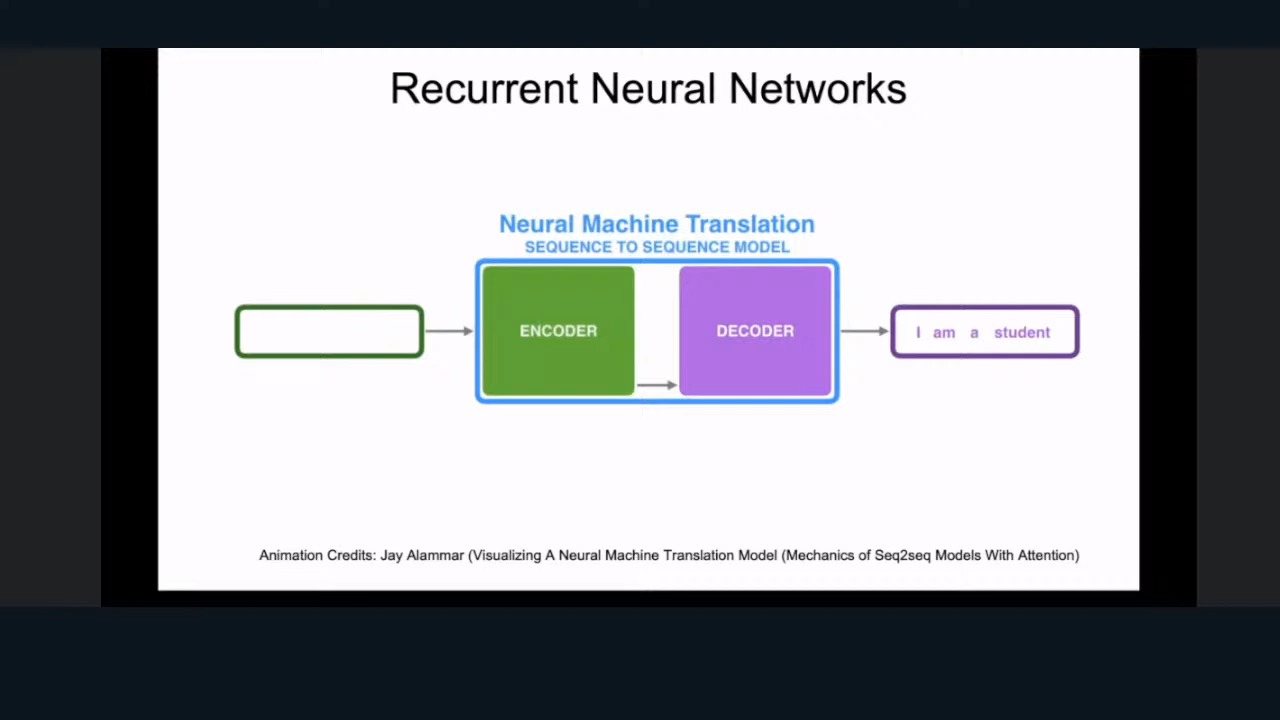 Recurrent Neural Networks
Neural Machine Translation
SEQUENCE TO SEQUENCE MODEL
ENCODER
DECODER
I am a student
Animation Credits: Jay Alammar (Visualizing A Neural Machine Translation Model (Mechanics of Seq2seq Models With Attention)